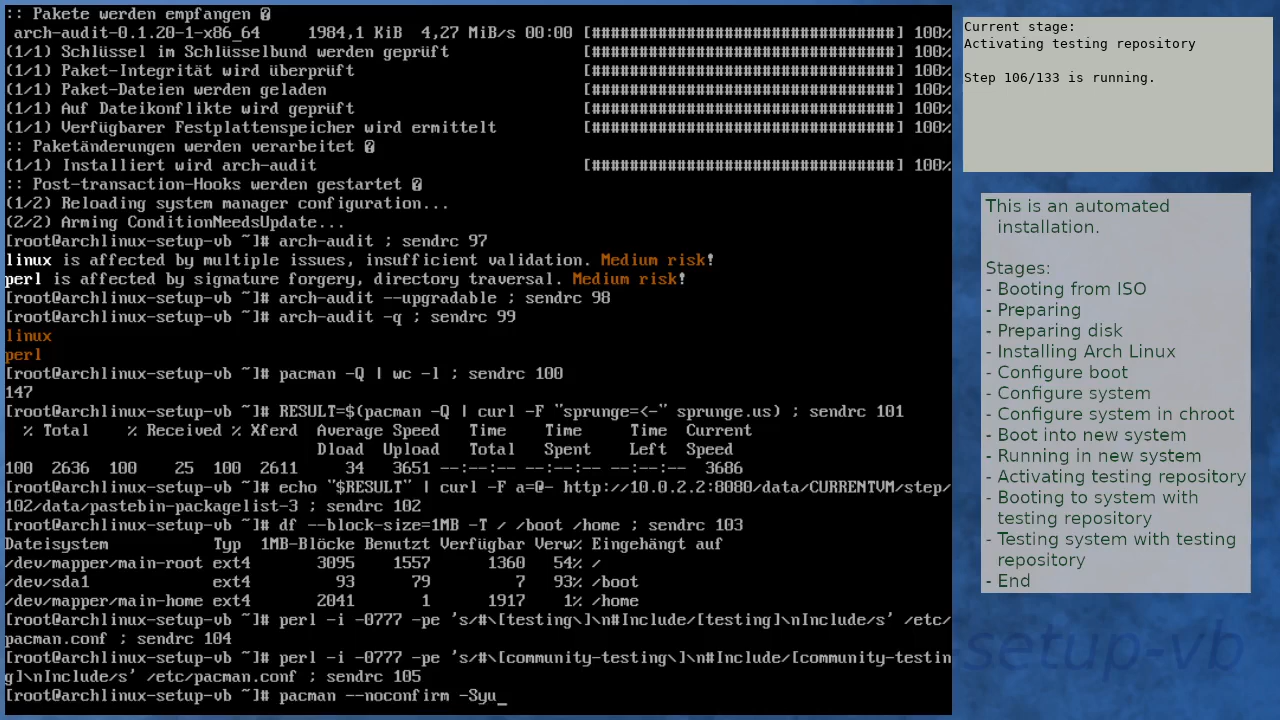 :: Pakete werden empfangen �
arch-audit-0.1.20-1-x86_64 1984,1 KiB 4,27 MiB/s 00:00 [################################] 100%
(1/1) Schlüssel im Schlüsselbund werden geprüft [################################] 100%
(1/1) Paket-Integrität wird überprüft [################################] 100%
(1/1) Paket-Dateien werden geladen [################################] 100%
(1/1) Auf Dateikonflikte wird geprüft [################################] 100%
(1/1) Verfügbarer Festplattenspeicher wird ermittelt [################################] 100%
:: Paketänderungen werden verarbeitet �
(1/1) Installiert wird arch-audit [################################] 100%
:: Post-transaction-Hooks werden gestartet �
(1/2) Reloading system manager configuration...
(2/2) Arming ConditionNeedsUpdate...
[root@archlinux-setup-vb ~]# arch-audit ; sendrc 97
linux is affected by multiple issues, insufficient validation. Medium risk!
perl is affected by signature forgery, directory traversal. Medium risk!
[root@archlinux-setup-vb ~]# arch-audit --upgradable ; sendrc 98
[root@archlinux-setup-vb ~]# arch-audit -q ; sendrc 99
linux
perl
[root@archlinux-setup-vb ~]# pacman -Q | wc -l ; sendrc 100
147
[root@archlinux-setup-vb ~]# RESULT=$(pacman -Q | curl -F "sprunge=<-" sprunge.us) ; sendrc 101
% Total % Received % Xferd Average Speed Time Time Time Current
Dload Upload Total Spent Left Speed
100 2636 100 25 100 2611 34 3651 --:--:-- --:--:-- --:--:-- 3686
[root@archlinux-setup-vb ~]# echo "$RESULT" | curl -F a=@- http://10.0.2.2:8080/data/CURRENTVM/step/
102/data/pastebin-packagelist-3 ; sendrc 102
[root@archlinux-setup-vb ~]# df --block-size=1MB -T / /boot /home ; sendrc 103
Dateisystem Typ 1MB-Blöcke Benutzt Verfügbar Verw% Eingehängt auf
/dev/mapper/main-root ext4 3095 1557 1360 54% /
/dev/sda1 ext4 93 79 7 93% /boot
/dev/mapper/main-home ext4 2041 1 1917 1% /home
[root@archlinux-setup-vb ~]# perl -i -0777 -pe 's/#\[testing\]\n#Include/[testing]\nInclude/s' /etc/
pacman.conf ; sendrc 104
[root@archlinux-setup-vb ~]# perl -i -0777 -pe 's/#\[community-testing\]\n#Include/[community-testin
g]\nInclude/s' /etc/pacman.conf ; sendrc 105
[root@archlinux-setup-vb ~]# pacman --noconfirm -Syu_
Current stage:
Activating testing repository
Step 106/133 is running.
This is an automated
installation.
Stages:
- Booting from ISO
- Preparing
- Preparing disk
- Installing Arch Linux
- Configure boot
- Configure system
- Configure system in chroot
- Boot into new system
- Running in new system
- Activating testing repository
- Booting to system with
testing repository
- Testing system with testing
repository
- End
setup-vb